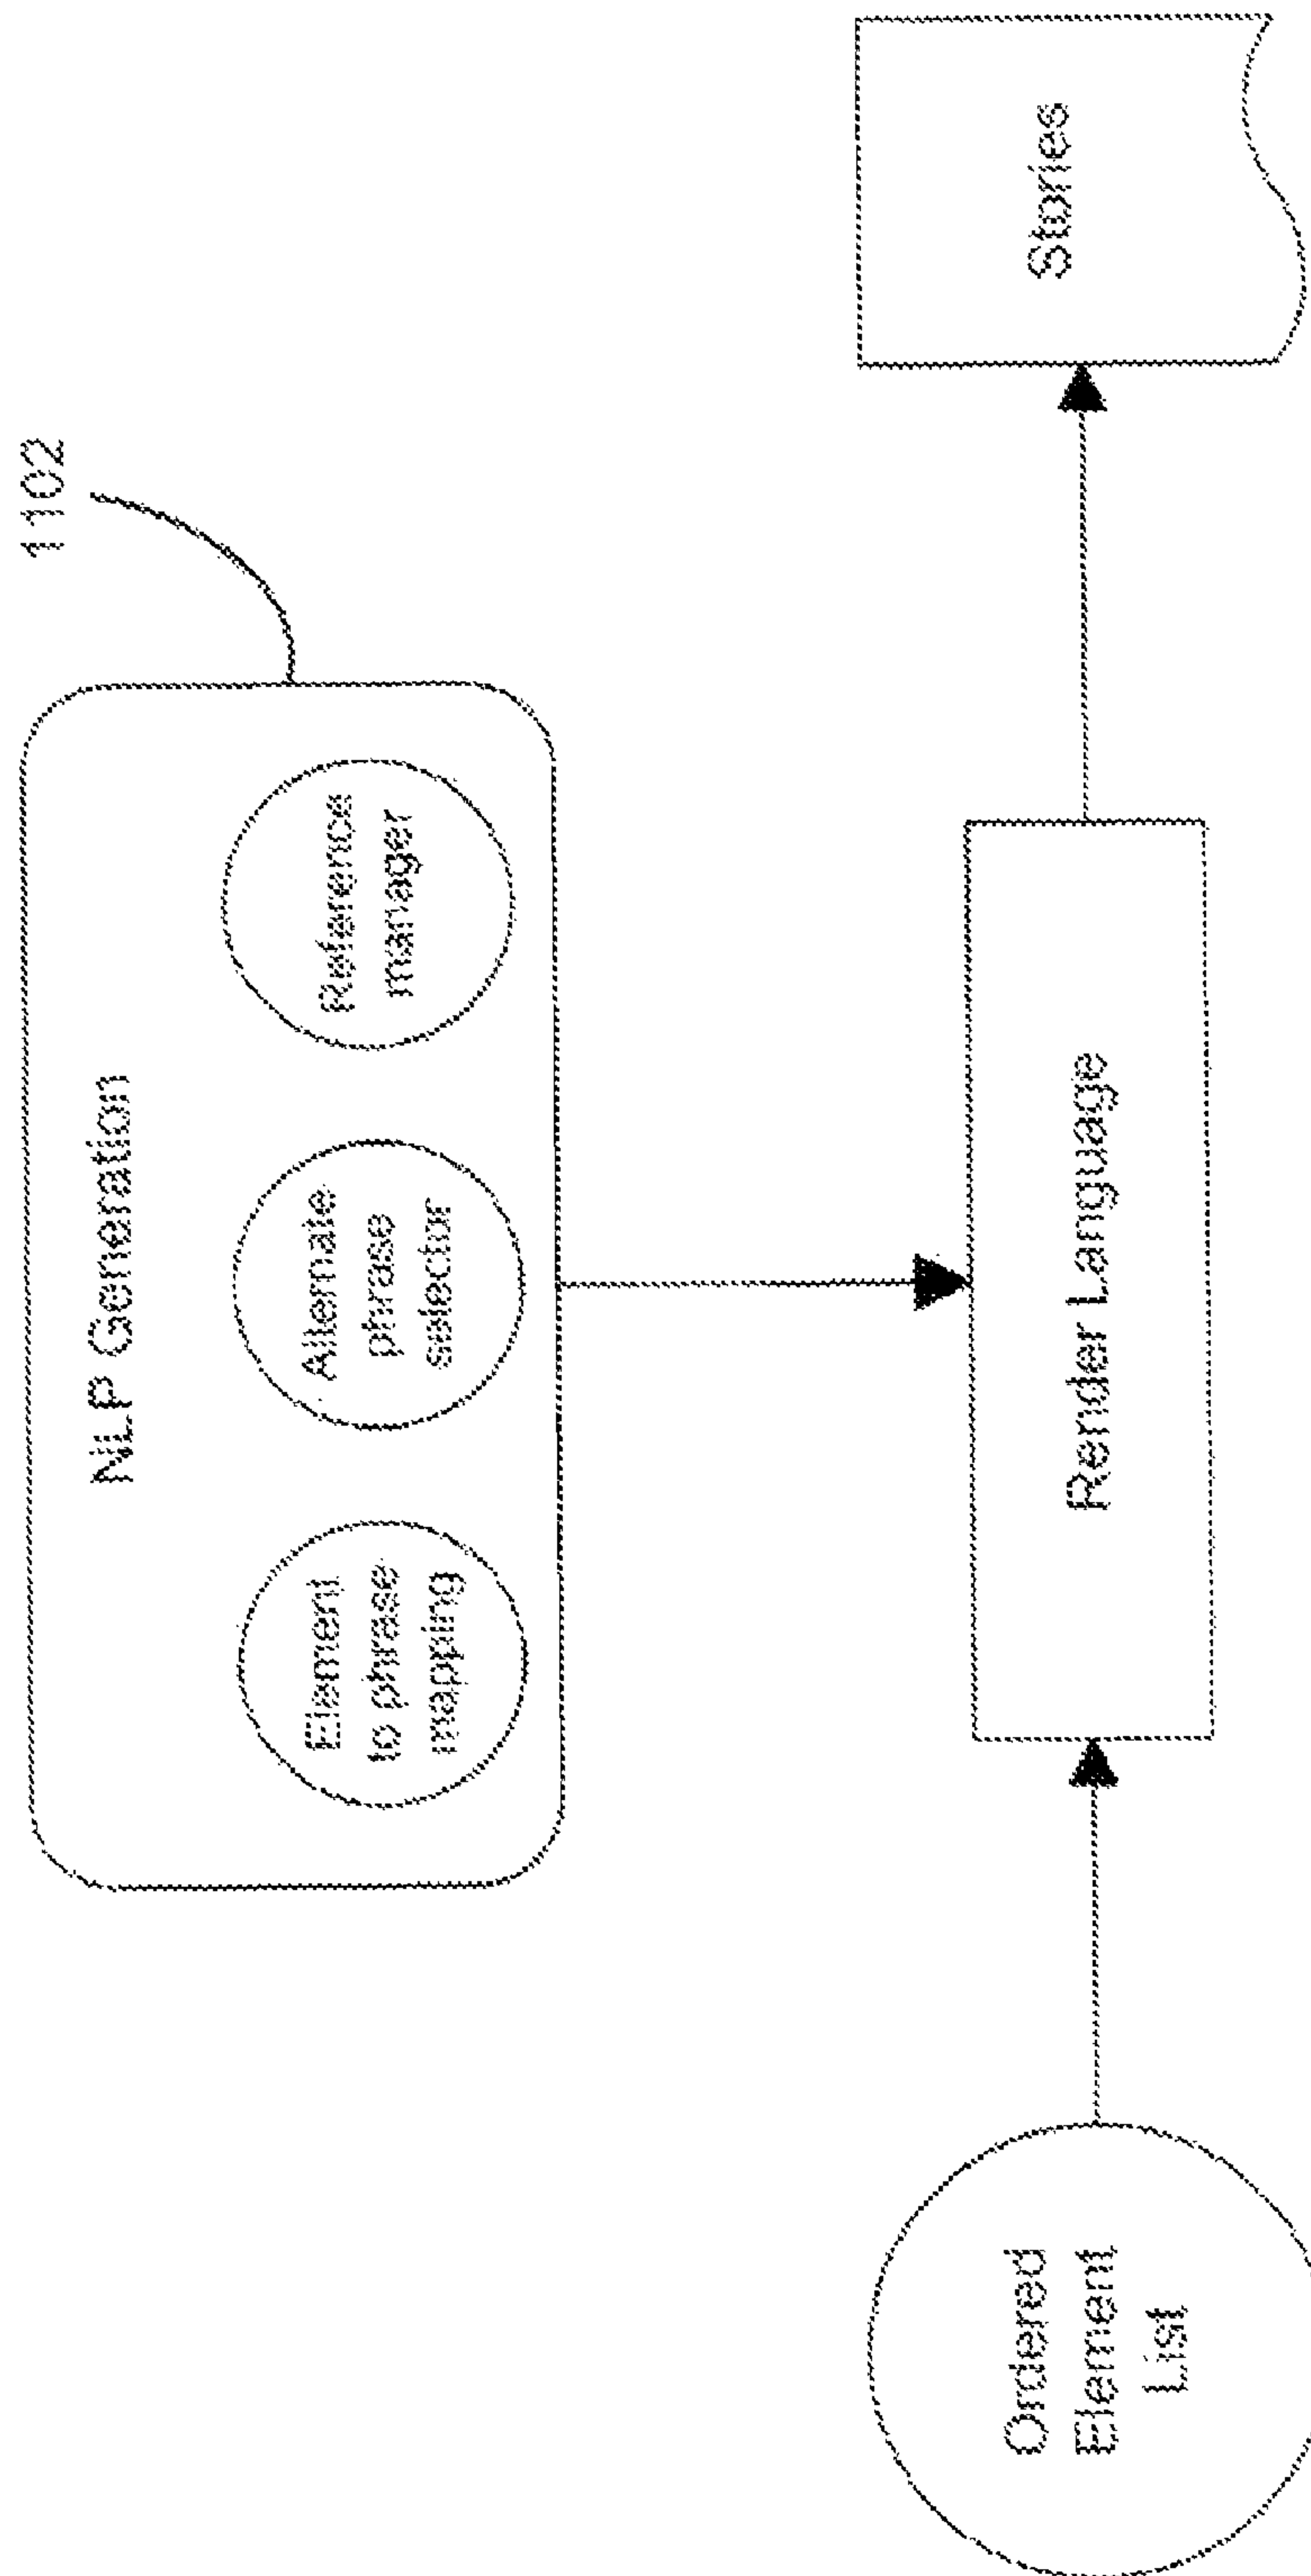 1102
NLP Generation
Element
to phrase
mapping
Alternate
phrase
selector
Reference
manager
Ordered
Element
List
Render Language
Stories